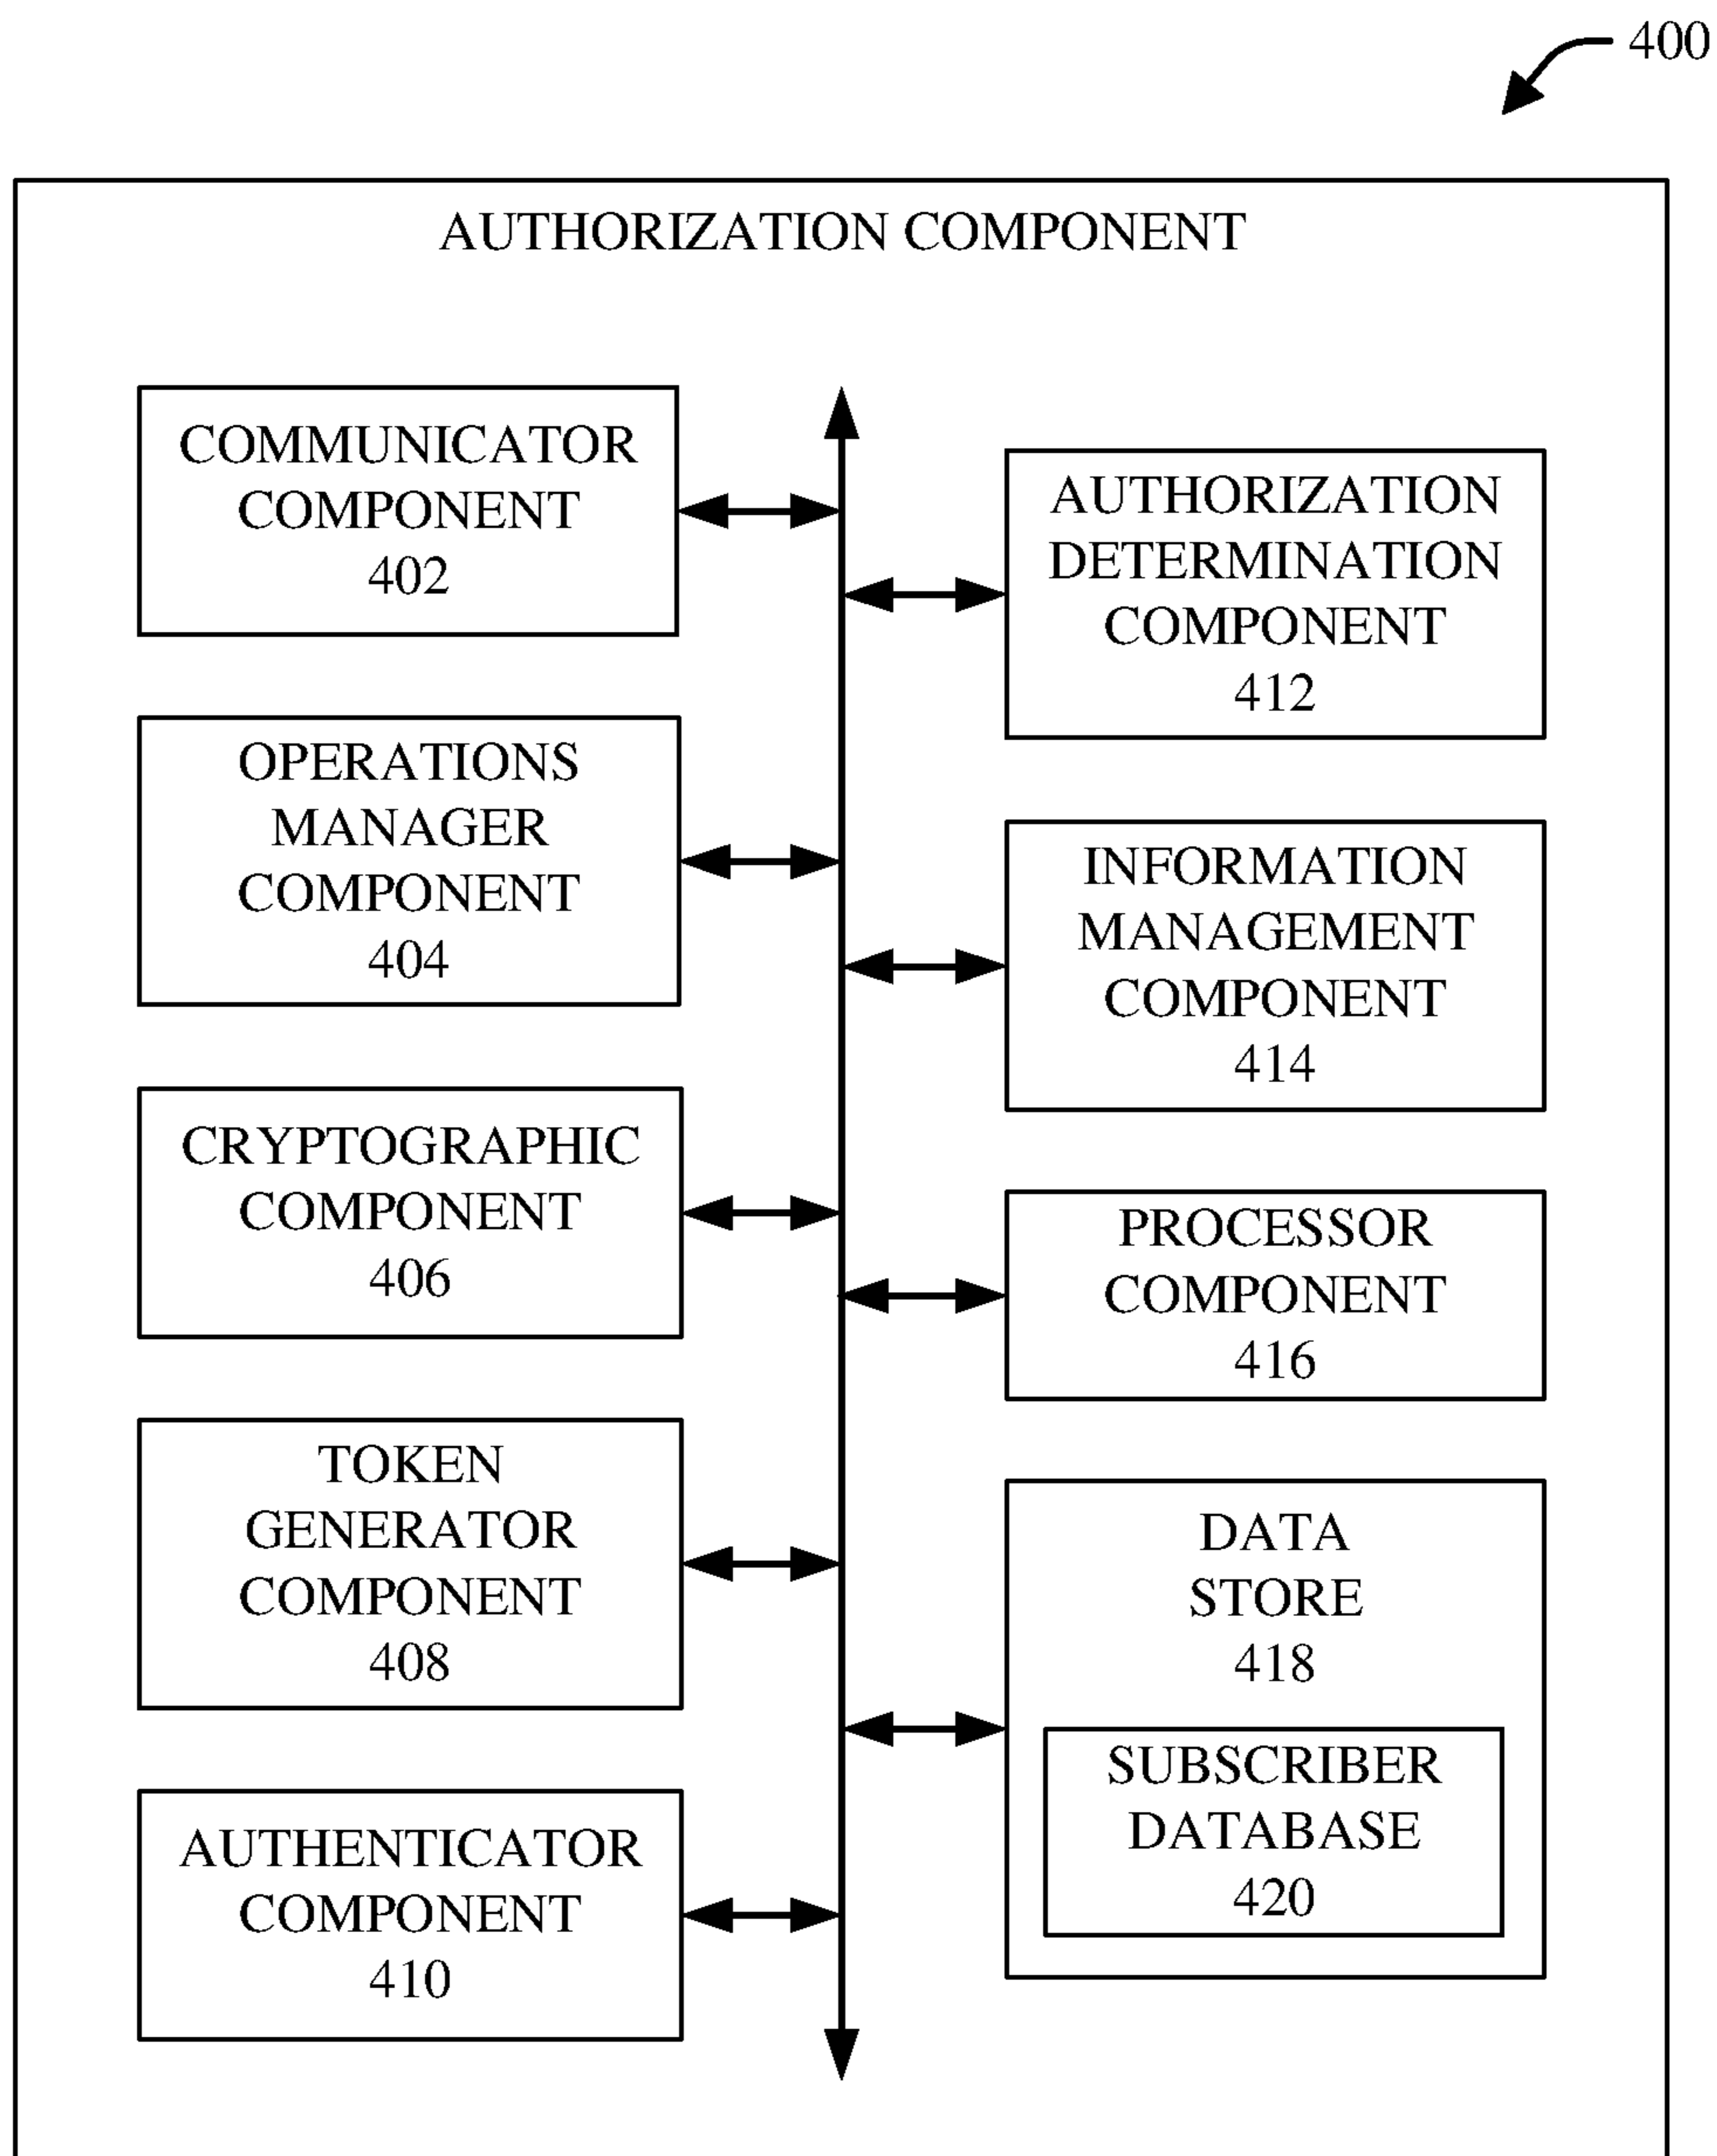 400
AUTHORIZATION COMPONENT
COMMUNICATOR
COMPONENT
402
OPERATIONS
MANAGER
COMPONENT
404
CRYPTOGRAPHIC
COMPONENT
406
TOKEN
GENERATOR
COMPONENT
408
AUTHENTICATOR
COMPONENT
410
AUTHORIZATION
DETERMINATION
COMPONENT
412
INFORMATION
MANAGEMENT
COMPONENT
414
PROCESSOR
COMPONENT
416
DATA
STORE
418
SUBSCRIBER
DATABASE
420